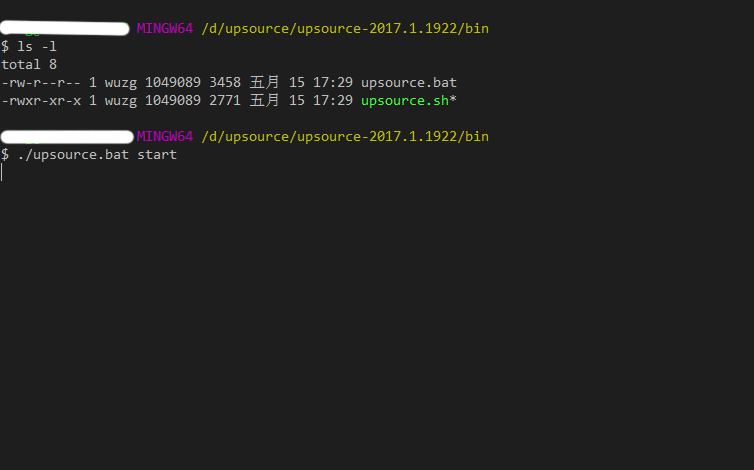 MINGW64 /d/upsource/upsource-2017.1.1922/bin
$ ls -l
total 8
-rw-r--r-- 1 wuzg 1049089 3458 五月 15 17:29 upsource.bat
-rwxr-xr-x 1 wuzg 1049089 2771 五月 15 17:29 upsource.sh*
MINGW64 /d/upsource/upsource-2017.1.1922/bin
$ ./upsource.bat start